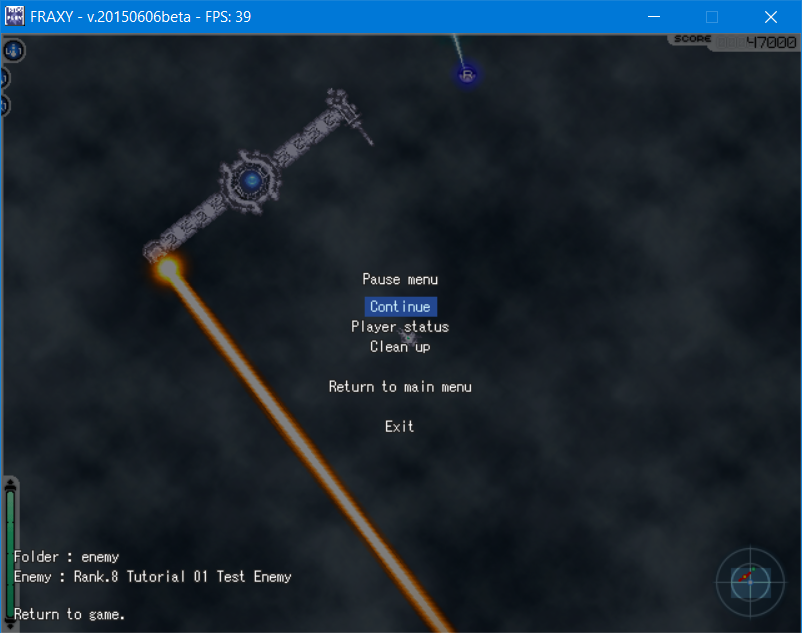 FRAXY - v.20150606beta - FPS: 39
SCORE
47000
R
Pause menu
Continue
Player status
Clean up
Return to main menu
Exit
Folder : enemy
Enemy : Rank.8 Tutorial 01 Test Enemy
Return to game.